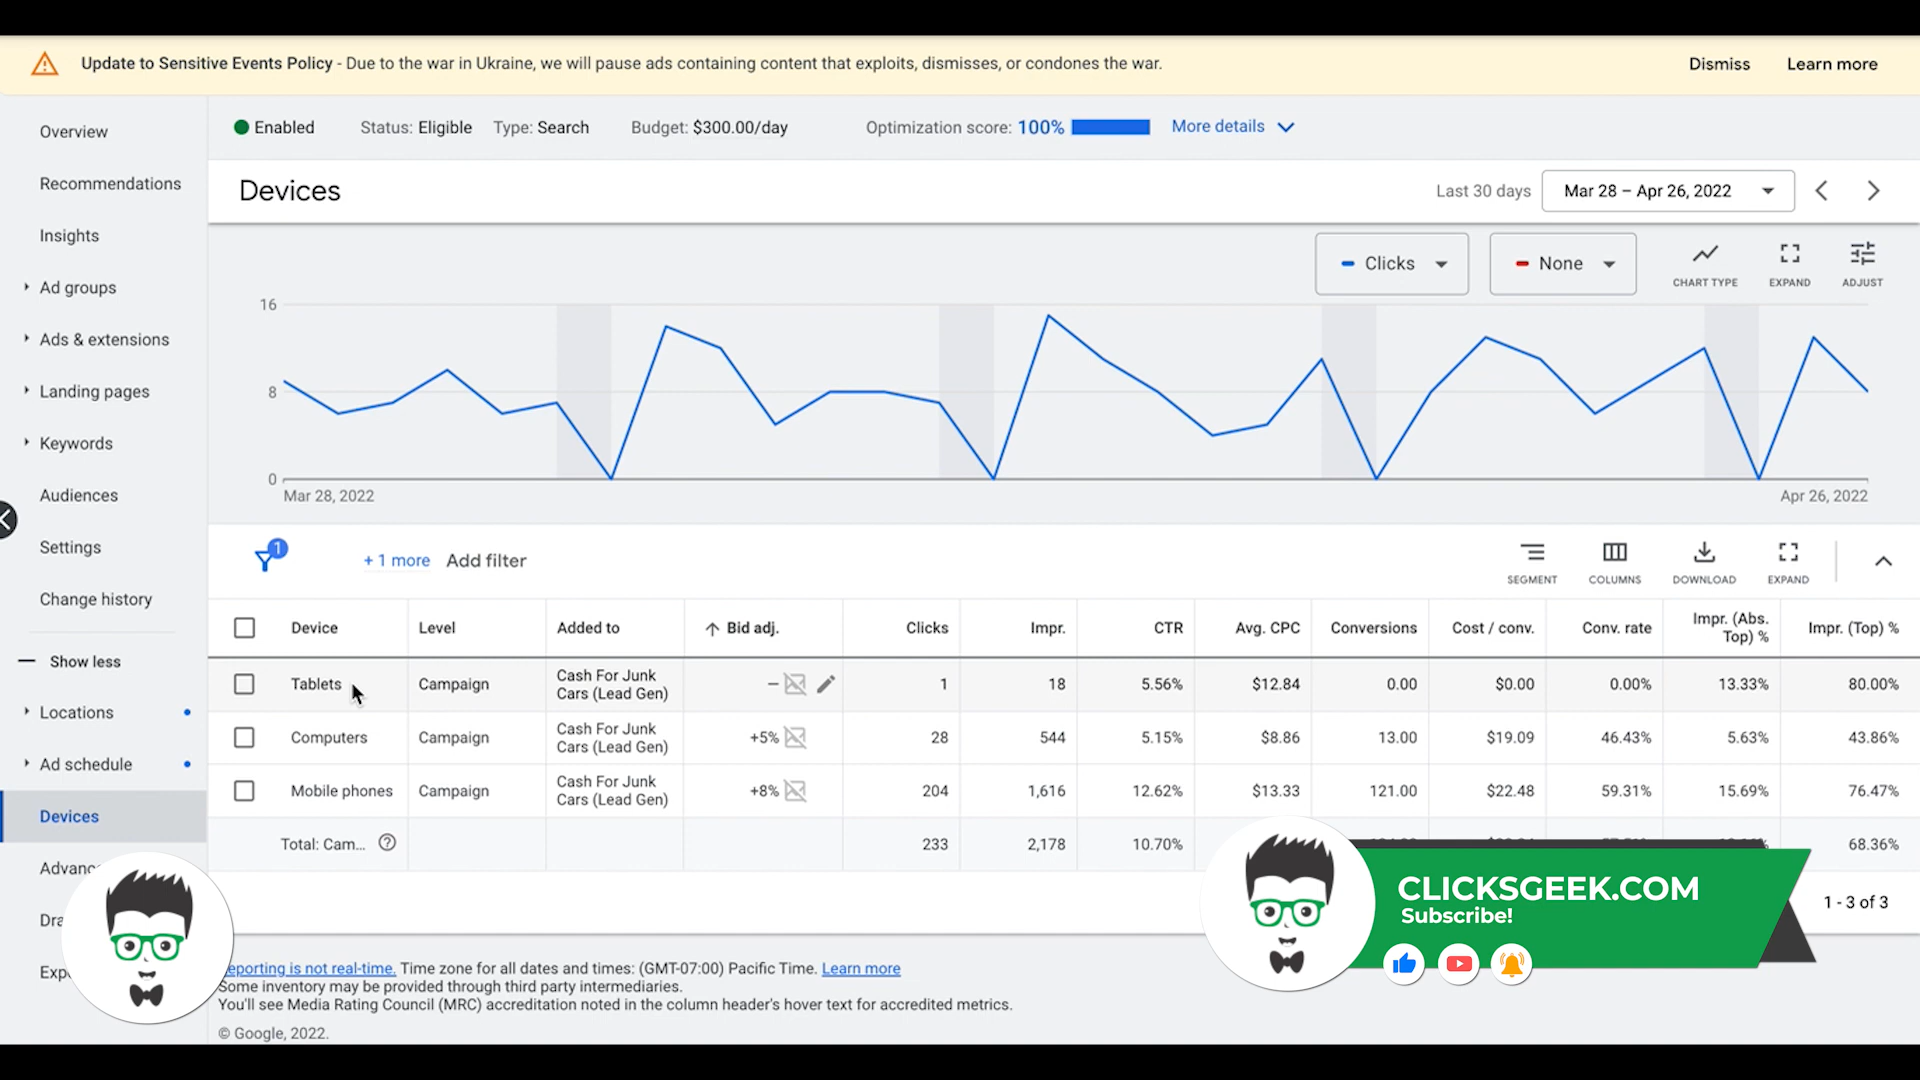 Update to Sensitive Events Policy - Due to the war in Ukraine, we will pause ads containing content that exploits, dismisses, or condones the war. Dismiss Learn more
Enabled Status: Eligible Type: Search Budget: $300.00/day Optimization score: 100% More details
Overview
Recommendations
Insights
Ad groups
Ads & extensions
Landing pages
Keywords
Audiences
Settings
Change history
Show less
Locations
Ad schedule
Devices
Devices Last 30 days Mar 28 – Apr 26, 2022
Clicks None CHART TYPE EXPAND ADJUST
16
8
0
Mar 28, 2022 Apr 26, 2022
1 + 1 more Add filter SEGMENT COLUMNS DOWNLOAD EXPAND
Device Level Added to Bid adj. Clicks Impr. CTR Avg. CPC Conversions Cost / conv. Conv. rate Impr. (Abs. Top) % Impr. (Top) %
Tablets Campaign Cash For Junk Cars (Lead Gen) – 1 18 5.56% $12.84 0.00 $0.00 0.00% 13.33% 80.00%
Computers Campaign Cash For Junk Cars (Lead Gen) +5% 28 544 5.15% $8.86 13.00 $19.09 46.43% 5.63% 43.86%
Mobile phones Campaign Cash For Junk Cars (Lead Gen) +8% 204 1,616 12.62% $13.33 121.00 $22.48 59.31% 15.69% 76.47%
Total: Cam... 233 2,178 10.70% 68.36%
CLICKSGEEK.COM
Subscribe!
1 - 3 of 3
eporting is not real-time. Time zone for all dates and times: (GMT-07:00) Pacific Time. Learn more
Some inventory may be provided through third party intermediaries.
You'll see Media Rating Council (MRC) accreditation noted in the column header's hover text for accredited metrics.
© Google, 2022.